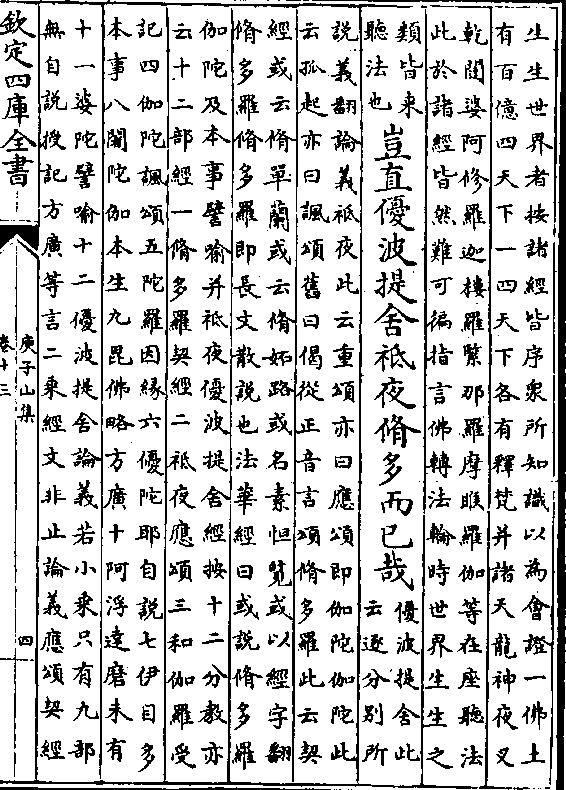 生生世界者按諸經皆序衆所知識以為會證一佛土
有百億四天下一四天下各有釋梵并諸天龍神夜叉
乾闥婆阿修羅迦樓羅緊那羅摩睺羅伽等在座聽法
此於諸經皆然難可徧指言佛轉法輪時世界生生之
類皆来
聽法也
豈直優波提舍祇夜脩多而已哉
優波提舍此
云逐分別所
說義翻論義祇夜此云重頌亦曰應頌即伽陀伽陀此
云孤起亦曰諷頌舊曰偈從正音言頌脩多羅此云契
經或云脩單蘭或云脩妬路或名素怛覽或以經字翻
脩多羅脩多羅即長文散說也法華經曰或說脩多羅
伽陀及本事譬喻并祇夜優波提舍經按十二分教亦
云十二部經一脩多羅契經二祇夜應頌三和伽羅受
記四伽陀諷頌五陀羅因緣六優陀耶自說七伊目多
本事八闍陀伽本生九毘佛略方廣十阿浮達磨未有
十一婆陀譬喻十二優波提舍論義若小乘只有九部
無自說授記方廣等言二乘經文非止論義應頌契經
欽定四庫全書
庚子山集
卷十三
四